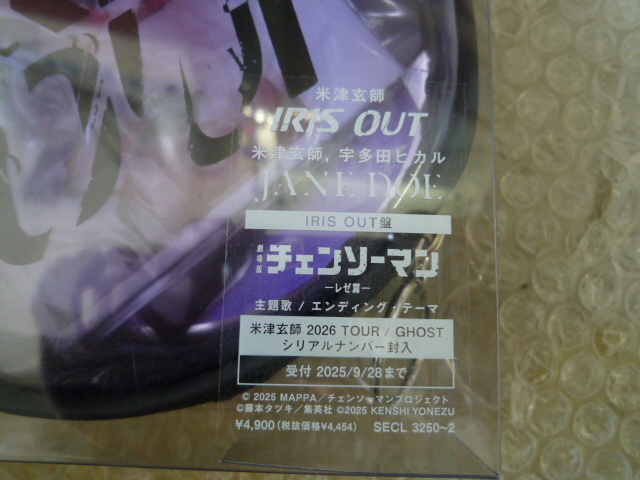 米津玄師
IRIS OUT
米津玄師, 宇多田ヒカル
JANE DOE
IRIS OUT盤
劇場版 チェンソーマン
―レゼ篇―
主題歌 / エンディング・テーマ
米津玄師 2026 TOUR / GHOST
シリアルナンバー封入
受付 2025/9/28まで
© 2025 MAPPA／チェンソーマンプロジェクト
©藤本タツキ／集英社 ©2025 KENSHI YONEZU
¥4,900 (税抜価格¥4,454) SECL 3250~2